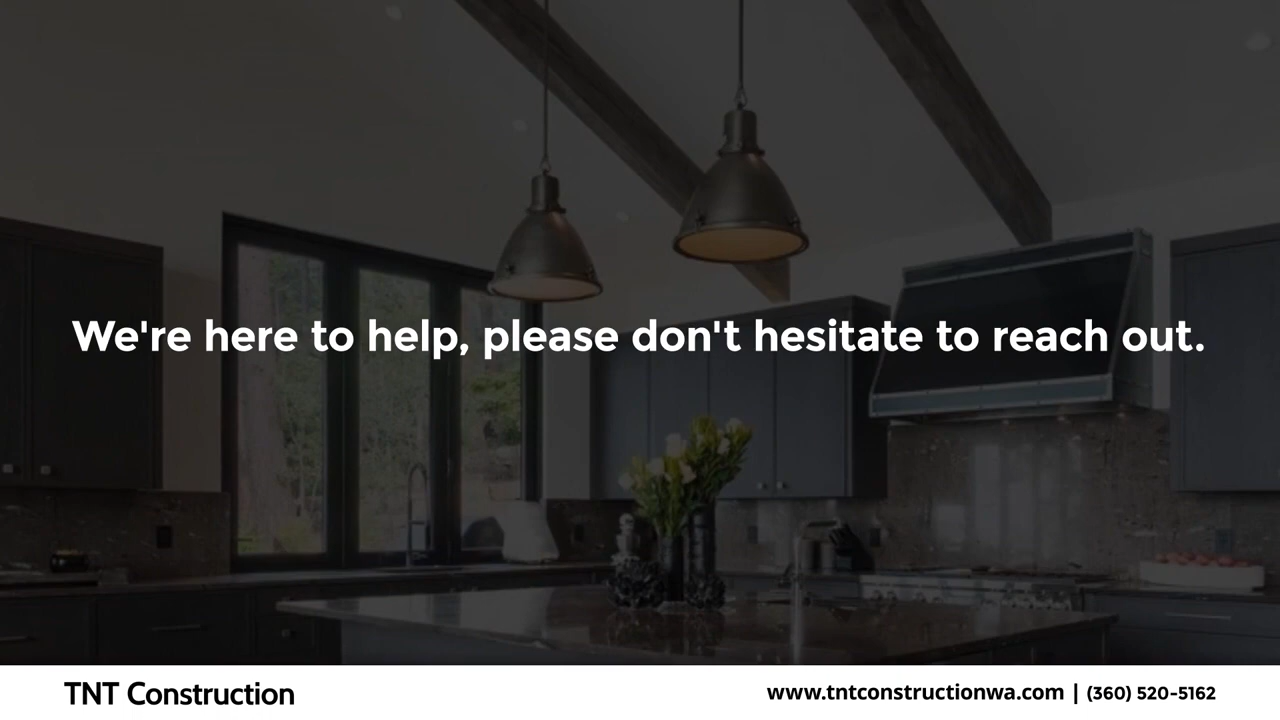 We're here to help, please don't hesitate to reach out.
TNT Construction
www.tntconstructionwa.com | (360) 520-5162